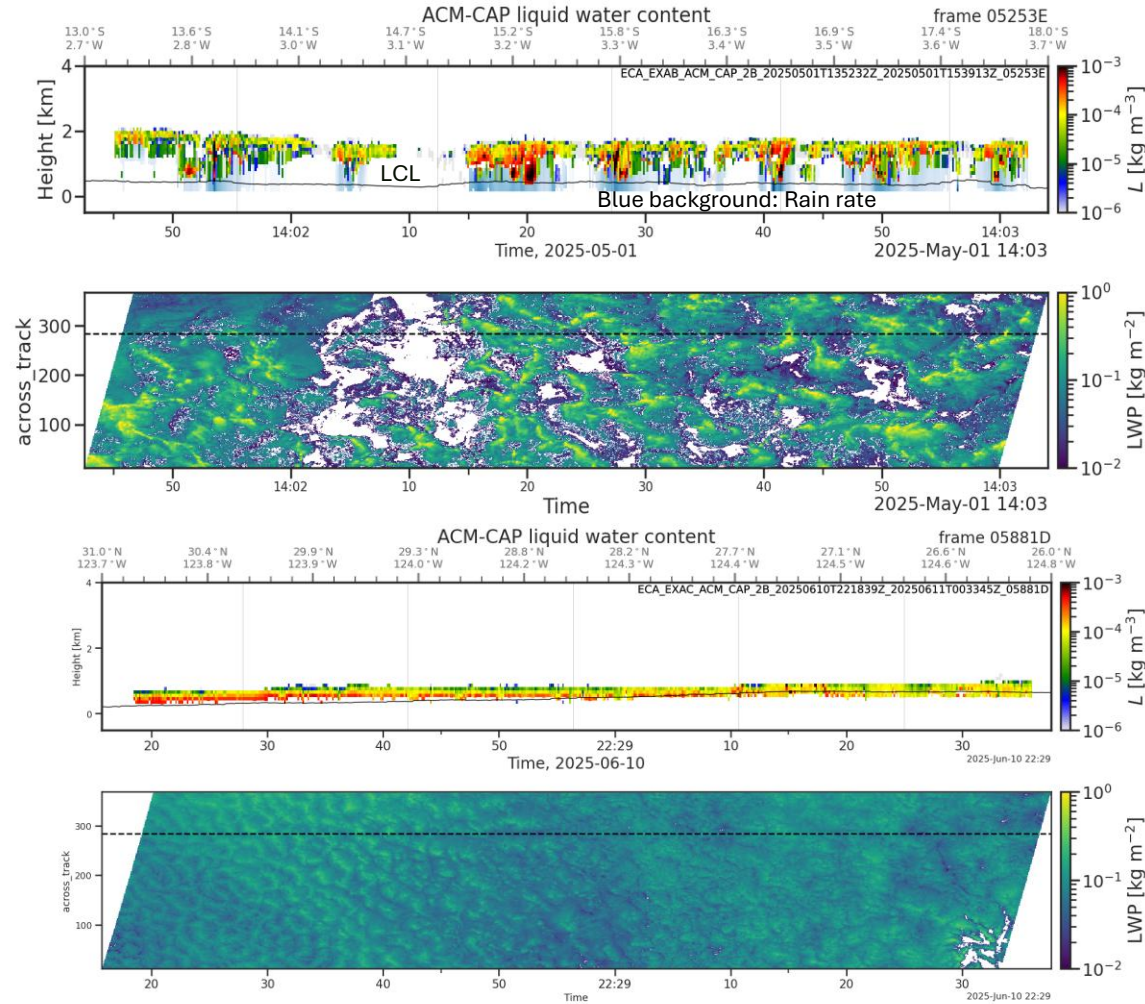 ACM-CAP liquid water content
frame 05253E
13.0°S 13.6°S 14.1°S 14.7°S 15.2°S 15.8°S 16.3°S 16.9°S 17.4°S 18.0°S
2.7°W 2.8°W 3.0°W 3.1°W 3.2°W 3.3°W 3.4°W 3.5°W 3.6°W 3.7°W
ECA_EXAB_ACM_CAP_2B_20250501T135232Z_20250501T153913Z_05253E
Height [km]
4
2
0
LCL
Blue background: Rain rate
10⁻³
10⁻⁴
10⁻⁵
10⁻⁶
L [kg m⁻³]
50 14:02 10 20 30 40 50 14:03
Time, 2025-05-01
2025-May-01 14:03
across_track
300
200
100
10⁰
10⁻¹
10⁻²
LWP [kg m⁻²]
50 14:02 10 20 30 40 50 14:03
Time
2025-May-01 14:03
ACM-CAP liquid water content
frame 05881D
31.0°N 30.4°N 29.9°N 29.3°N 28.8°N 28.2°N 27.7°N 27.1°N 26.6°N 26.0°N
123.7°W 123.8°W 123.9°W 124.0°W 124.2°W 124.3°W 124.4°W 124.5°W 124.6°W 124.8°W
ECA_EXAC_ACM_CAP_2B_20250610T221839Z_20250611T003345Z_05881D
Height [km]
4
2
0
10⁻³
10⁻⁴
10⁻⁵
10⁻⁶
L [kg m⁻³]
20 30 40 50 22:29 10 20 30
Time, 2025-06-10
2025-Jun-10 22:29
across_track
300
200
100
10⁰
10⁻¹
10⁻²
LWP [kg m⁻²]
20 30 40 50 22:29 10 20 30
Time
2025-Jun-10 22:29